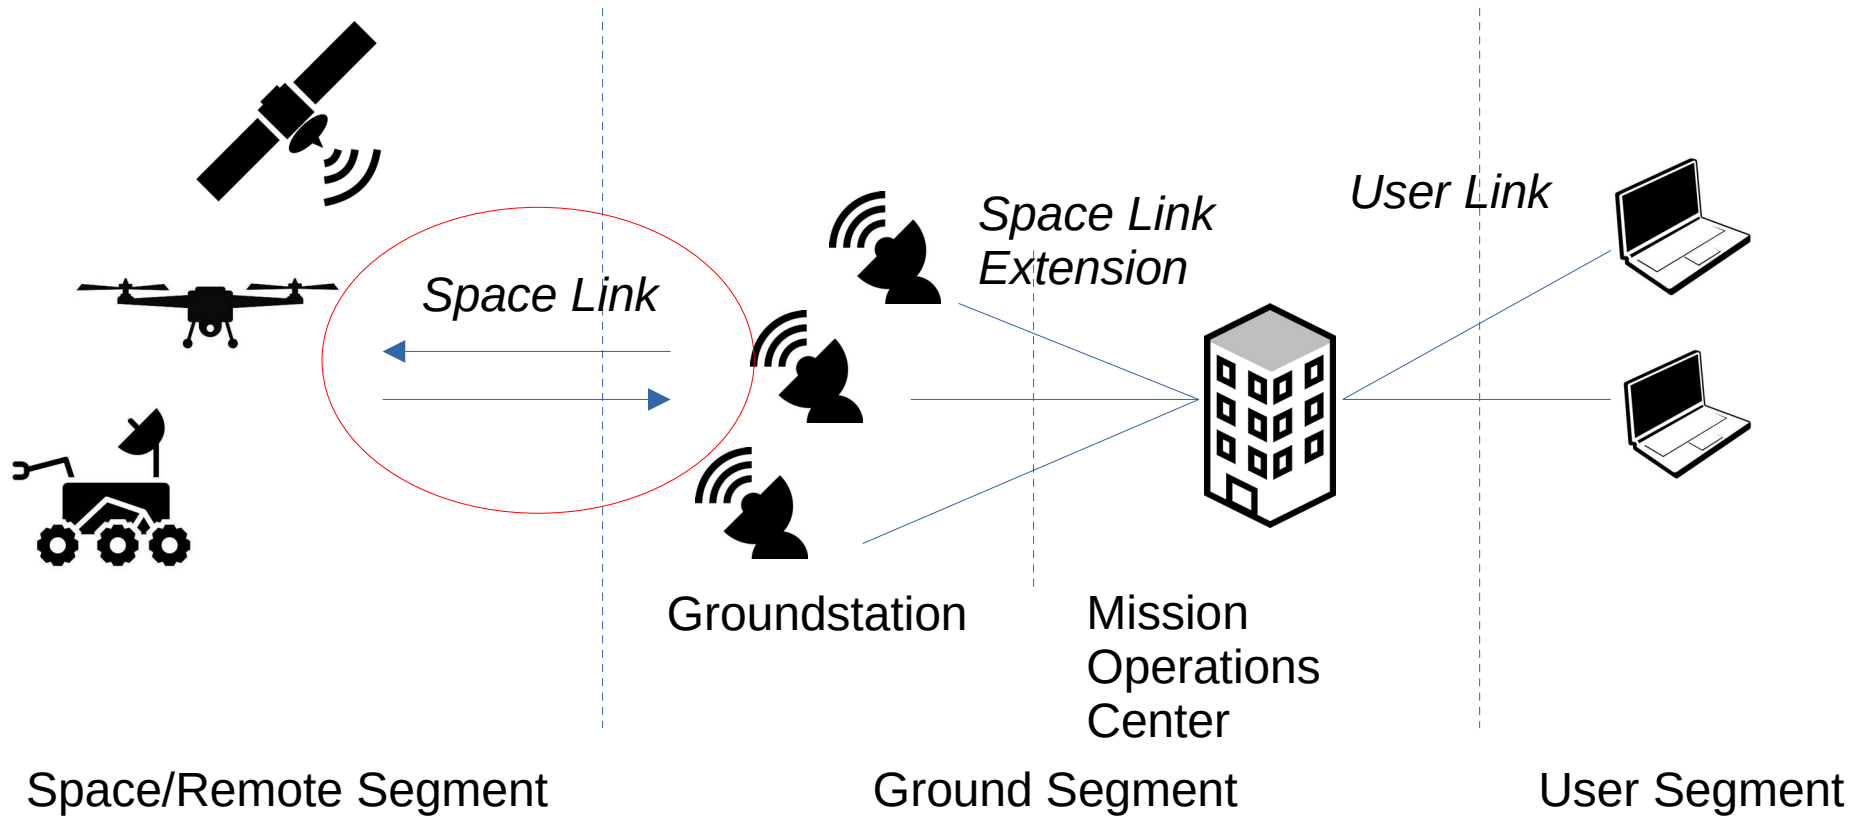 Space Link
Extension
User Link
Space Link
Groundstation
Mission
Operations
Center
Space/Remote Segment
Ground Segment
User Segment